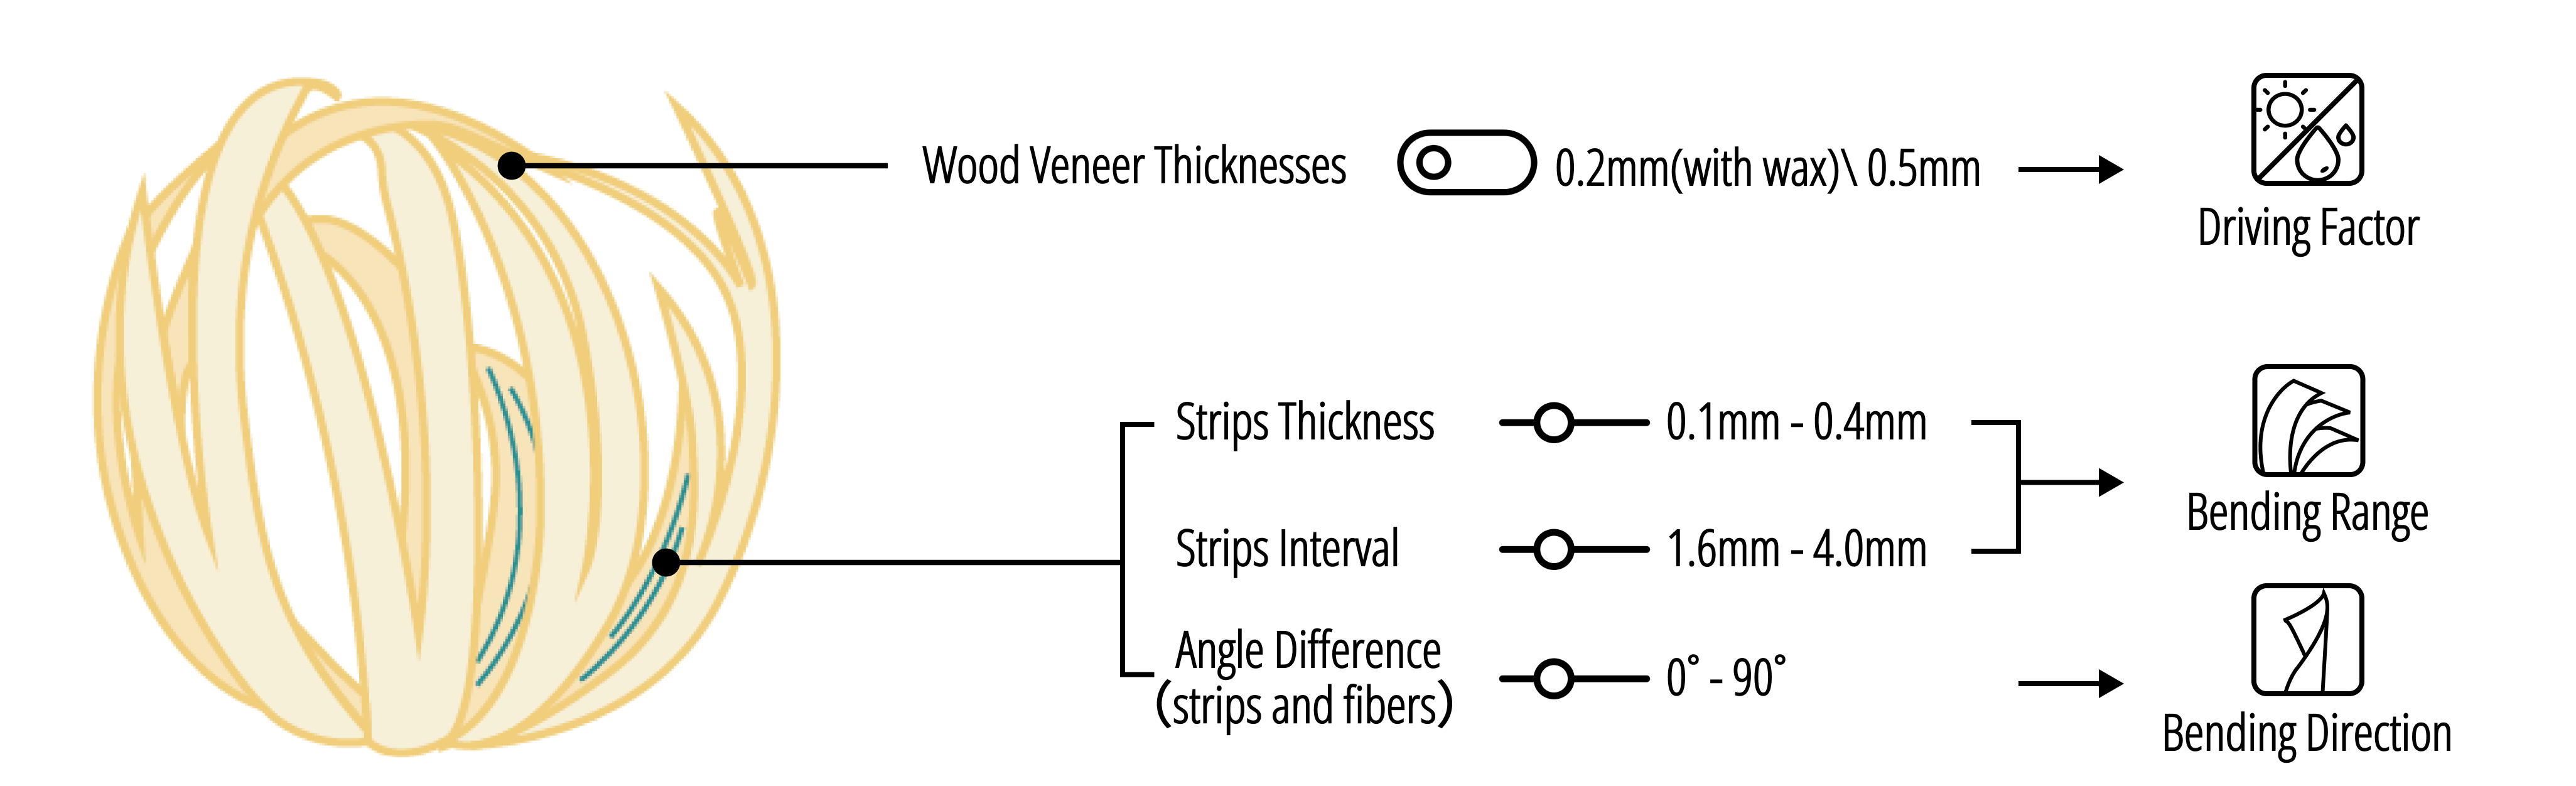 Wood Veneer Thicknesses
0.2mm(with wax)\ 0.5mm
Driving Factor
Strips Thickness
0.1mm - 0.4mm
Strips Interval
1.6mm - 4.0mm
Bending Range
Angle Difference
(strips and fibers)
0° - 90°
Bending Direction